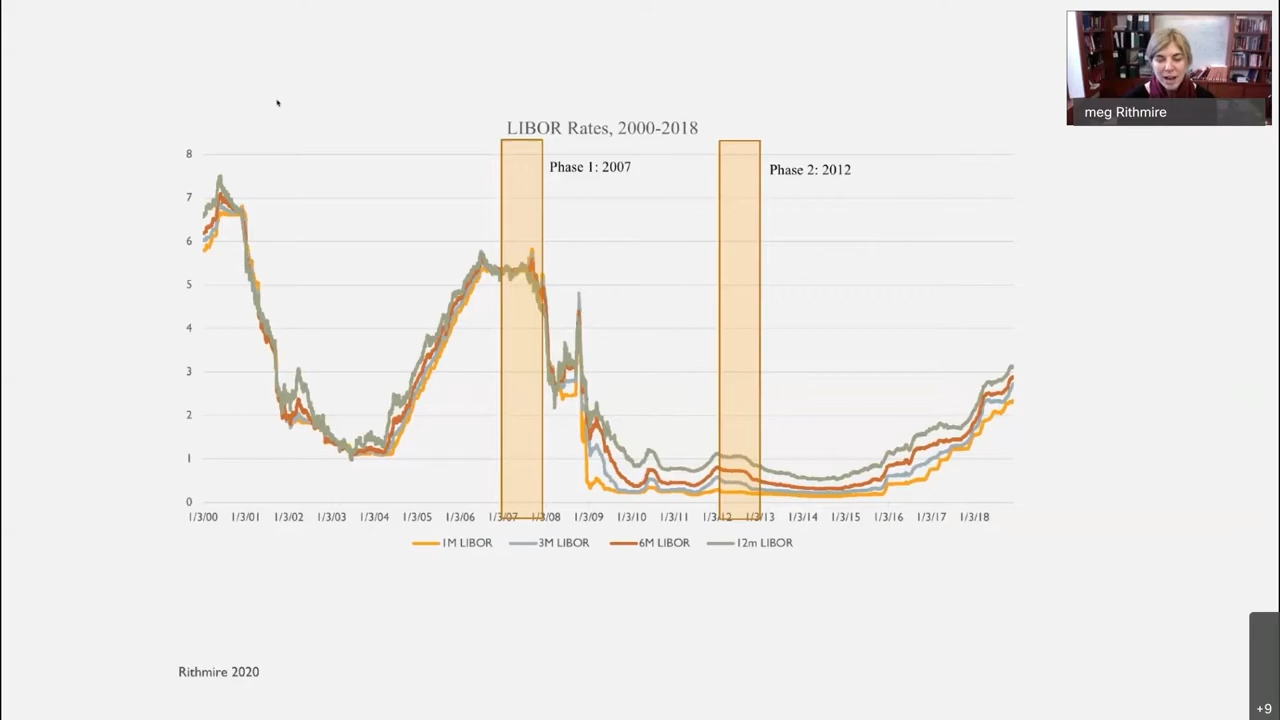 meg Rithmire
LIBOR Rates, 2000-2018
Phase 1: 2007
Phase 2: 2012
8
7
6
5
4
3
2
1
0
1/3/00 1/3/01 1/3/02 1/3/03 1/3/04 1/3/05 1/3/06 1/3/07 1/3/08 1/3/09 1/3/10 1/3/11 1/3/12 1/3/13 1/3/14 1/3/15 1/3/16 1/3/17 1/3/18
1M LIBOR 3M LIBOR 6M LIBOR 12m LIBOR
Rithmire 2020
+9